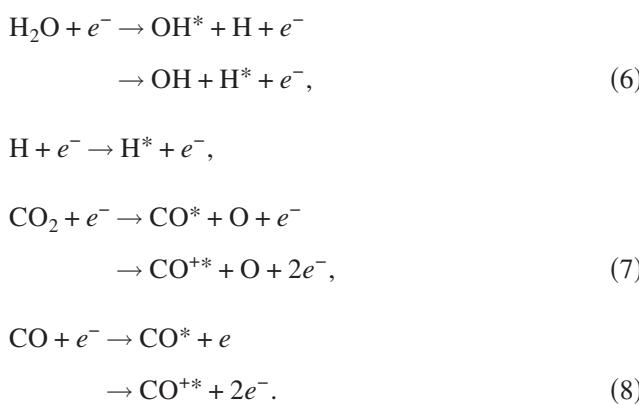 H₂O + e⁻ → OH* + H + e⁻
→ OH + H* + e⁻, (6)
H + e⁻ → H* + e⁻,
CO₂ + e⁻ → CO* + O + e⁻
→ CO⁺* + O + 2e⁻, (7)
CO + e⁻ → CO* + e
→ CO⁺* + 2e⁻. (8)